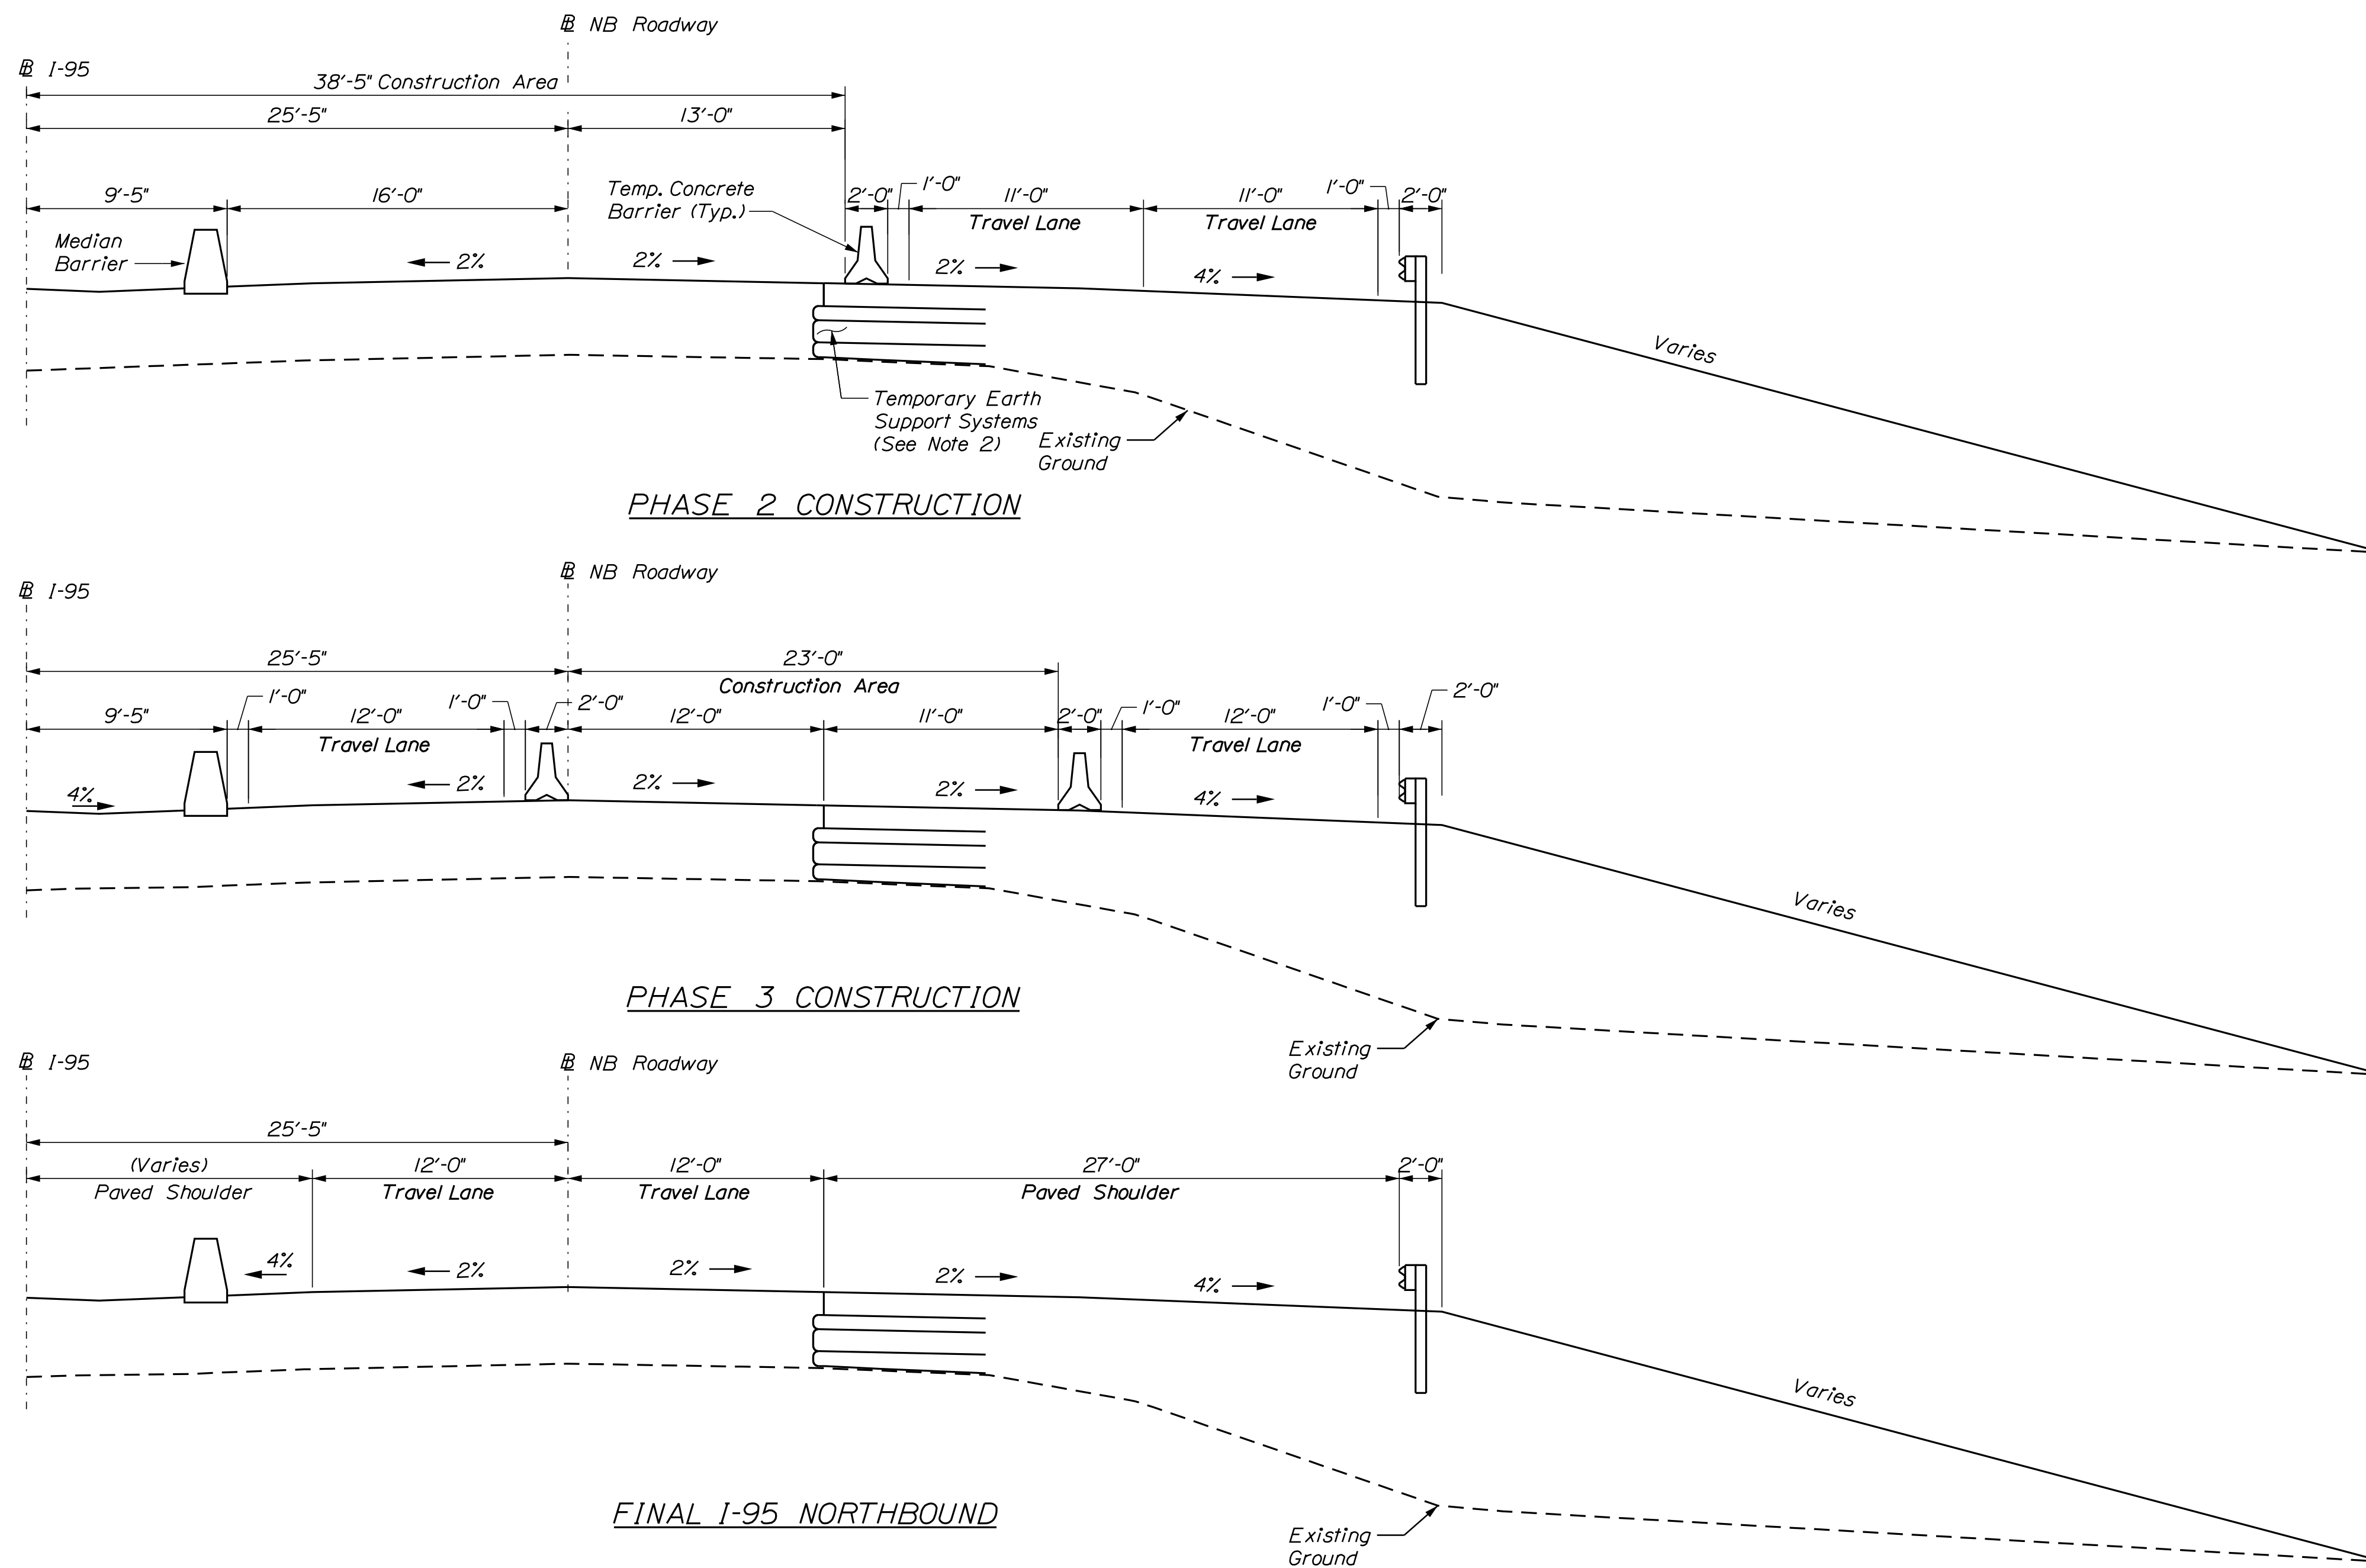 ℄ NB Roadway
℄ I-95
38'-5" Construction Area
25'-5"
13'-0"
9'-5"
16'-0"
Temp. Concrete
Barrier (Typ.)
2'-0"
1'-0"
11'-0"
Travel Lane
11'-0"
Travel Lane
1'-0"
2'-0"
Median
Barrier
2%
2%
2%
4%
Varies
Temporary Earth
Support Systems
(See Note 2)
Existing
Ground
PHASE 2 CONSTRUCTION
℄ NB Roadway
℄ I-95
25'-5"
23'-0"
Construction Area
9'-5"
1'-0"
12'-0"
Travel Lane
1'-0"
2'-0"
12'-0"
11'-0"
2'-0"
1'-0"
12'-0"
Travel Lane
1'-0"
2'-0"
4%
2%
2%
2%
4%
Varies
PHASE 3 CONSTRUCTION
Existing
Ground
℄ I-95
℄ NB Roadway
25'-5"
(Varies)
Paved Shoulder
12'-0"
Travel Lane
12'-0"
Travel Lane
27'-0"
Paved Shoulder
2'-0"
4%
2%
2%
2%
4%
Varies
FINAL I-95 NORTHBOUND
Existing
Ground